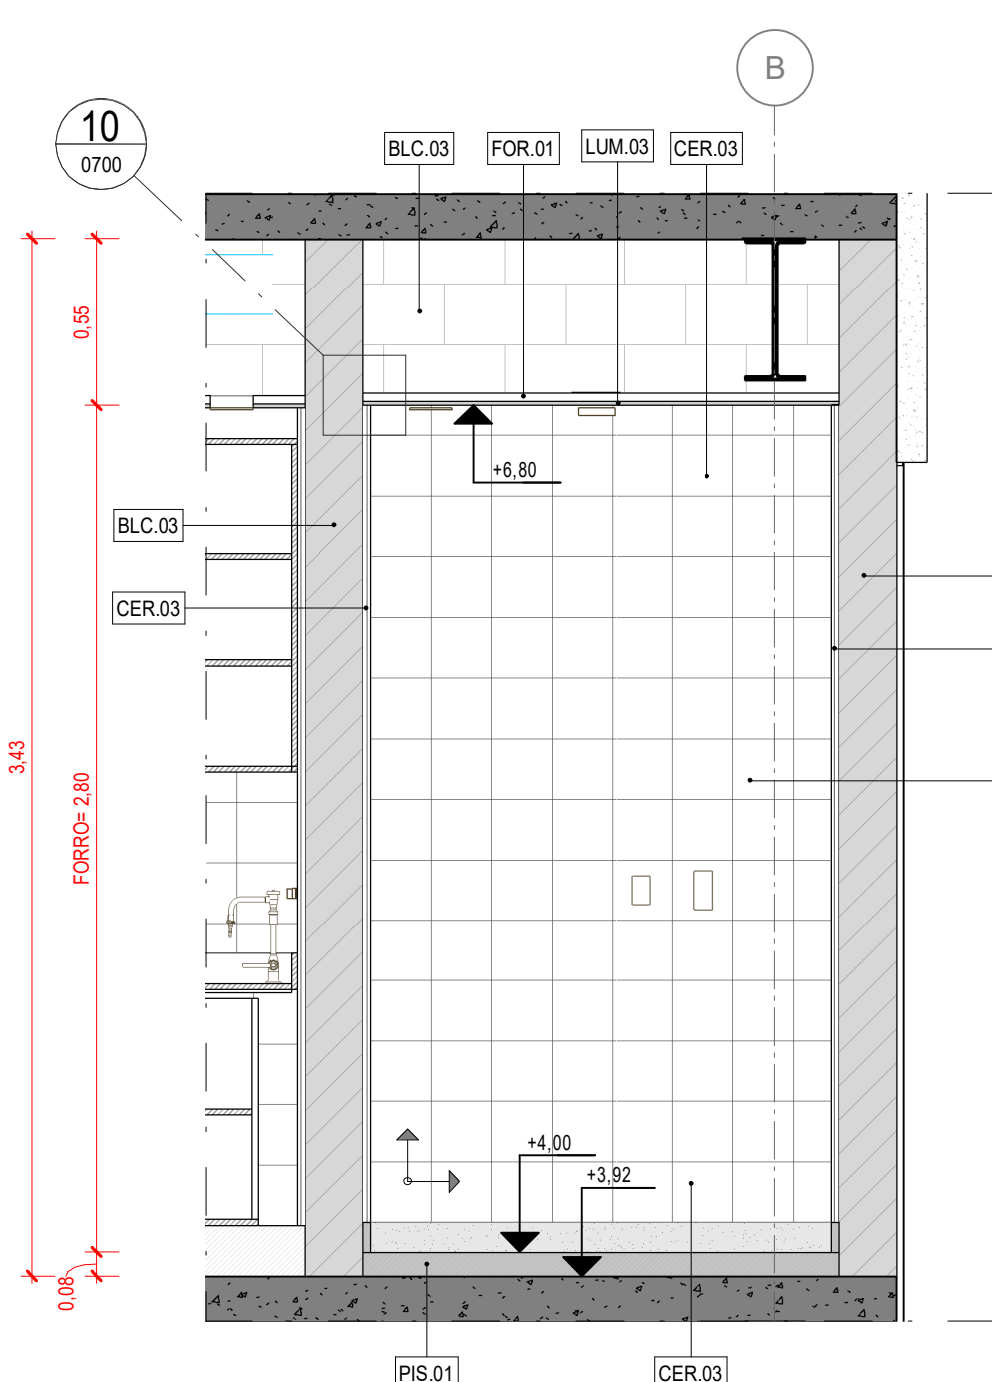 B
10
0700
BLC.03
FOR.01
LUM.03
CER.03
0,55
+6,80
BLC.03
CER.03
3,43
FORRO= 2,80
+4,00
+3,92
0,08
PIS.01
CER.03